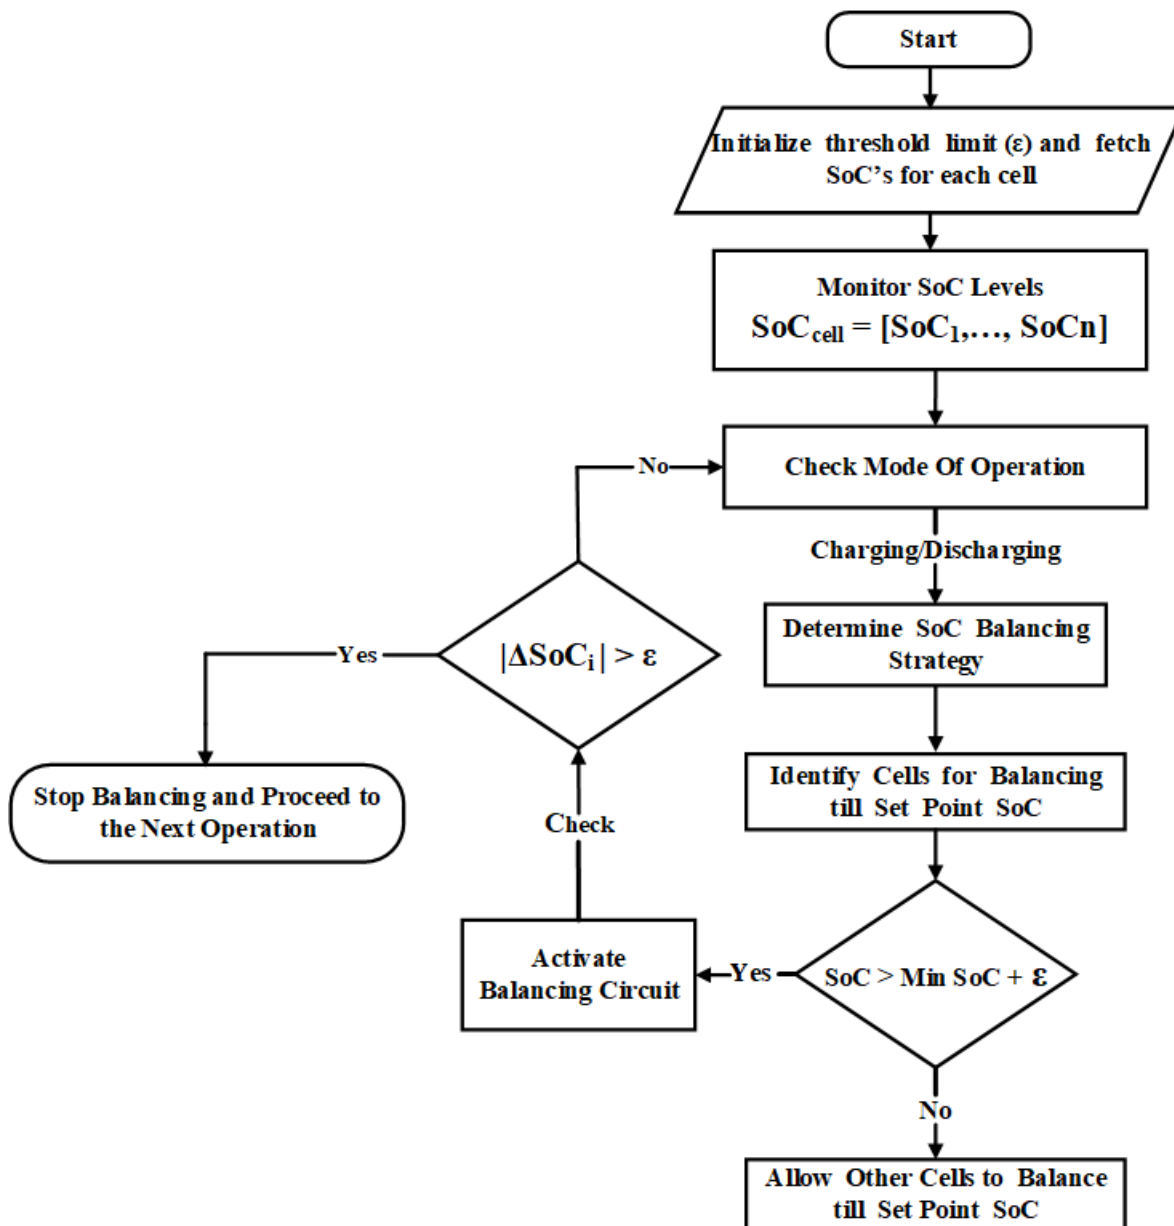 Start
Initialize threshold limit (ε) and fetch
SoC's for each cell
Monitor SoC Levels
SoC_cell = [SoC_1,…, SoCn]
No
Check Mode Of Operation
Charging/Discharging
Yes
|ΔSoC_i| > ε
Determine SoC Balancing
Strategy
Stop Balancing and Proceed to
the Next Operation
Identify Cells for Balancing
till Set Point SoC
Check
Activate
Balancing Circuit
Yes
SoC > Min SoC + ε
No
Allow Other Cells to Balance
till Set Point SoC